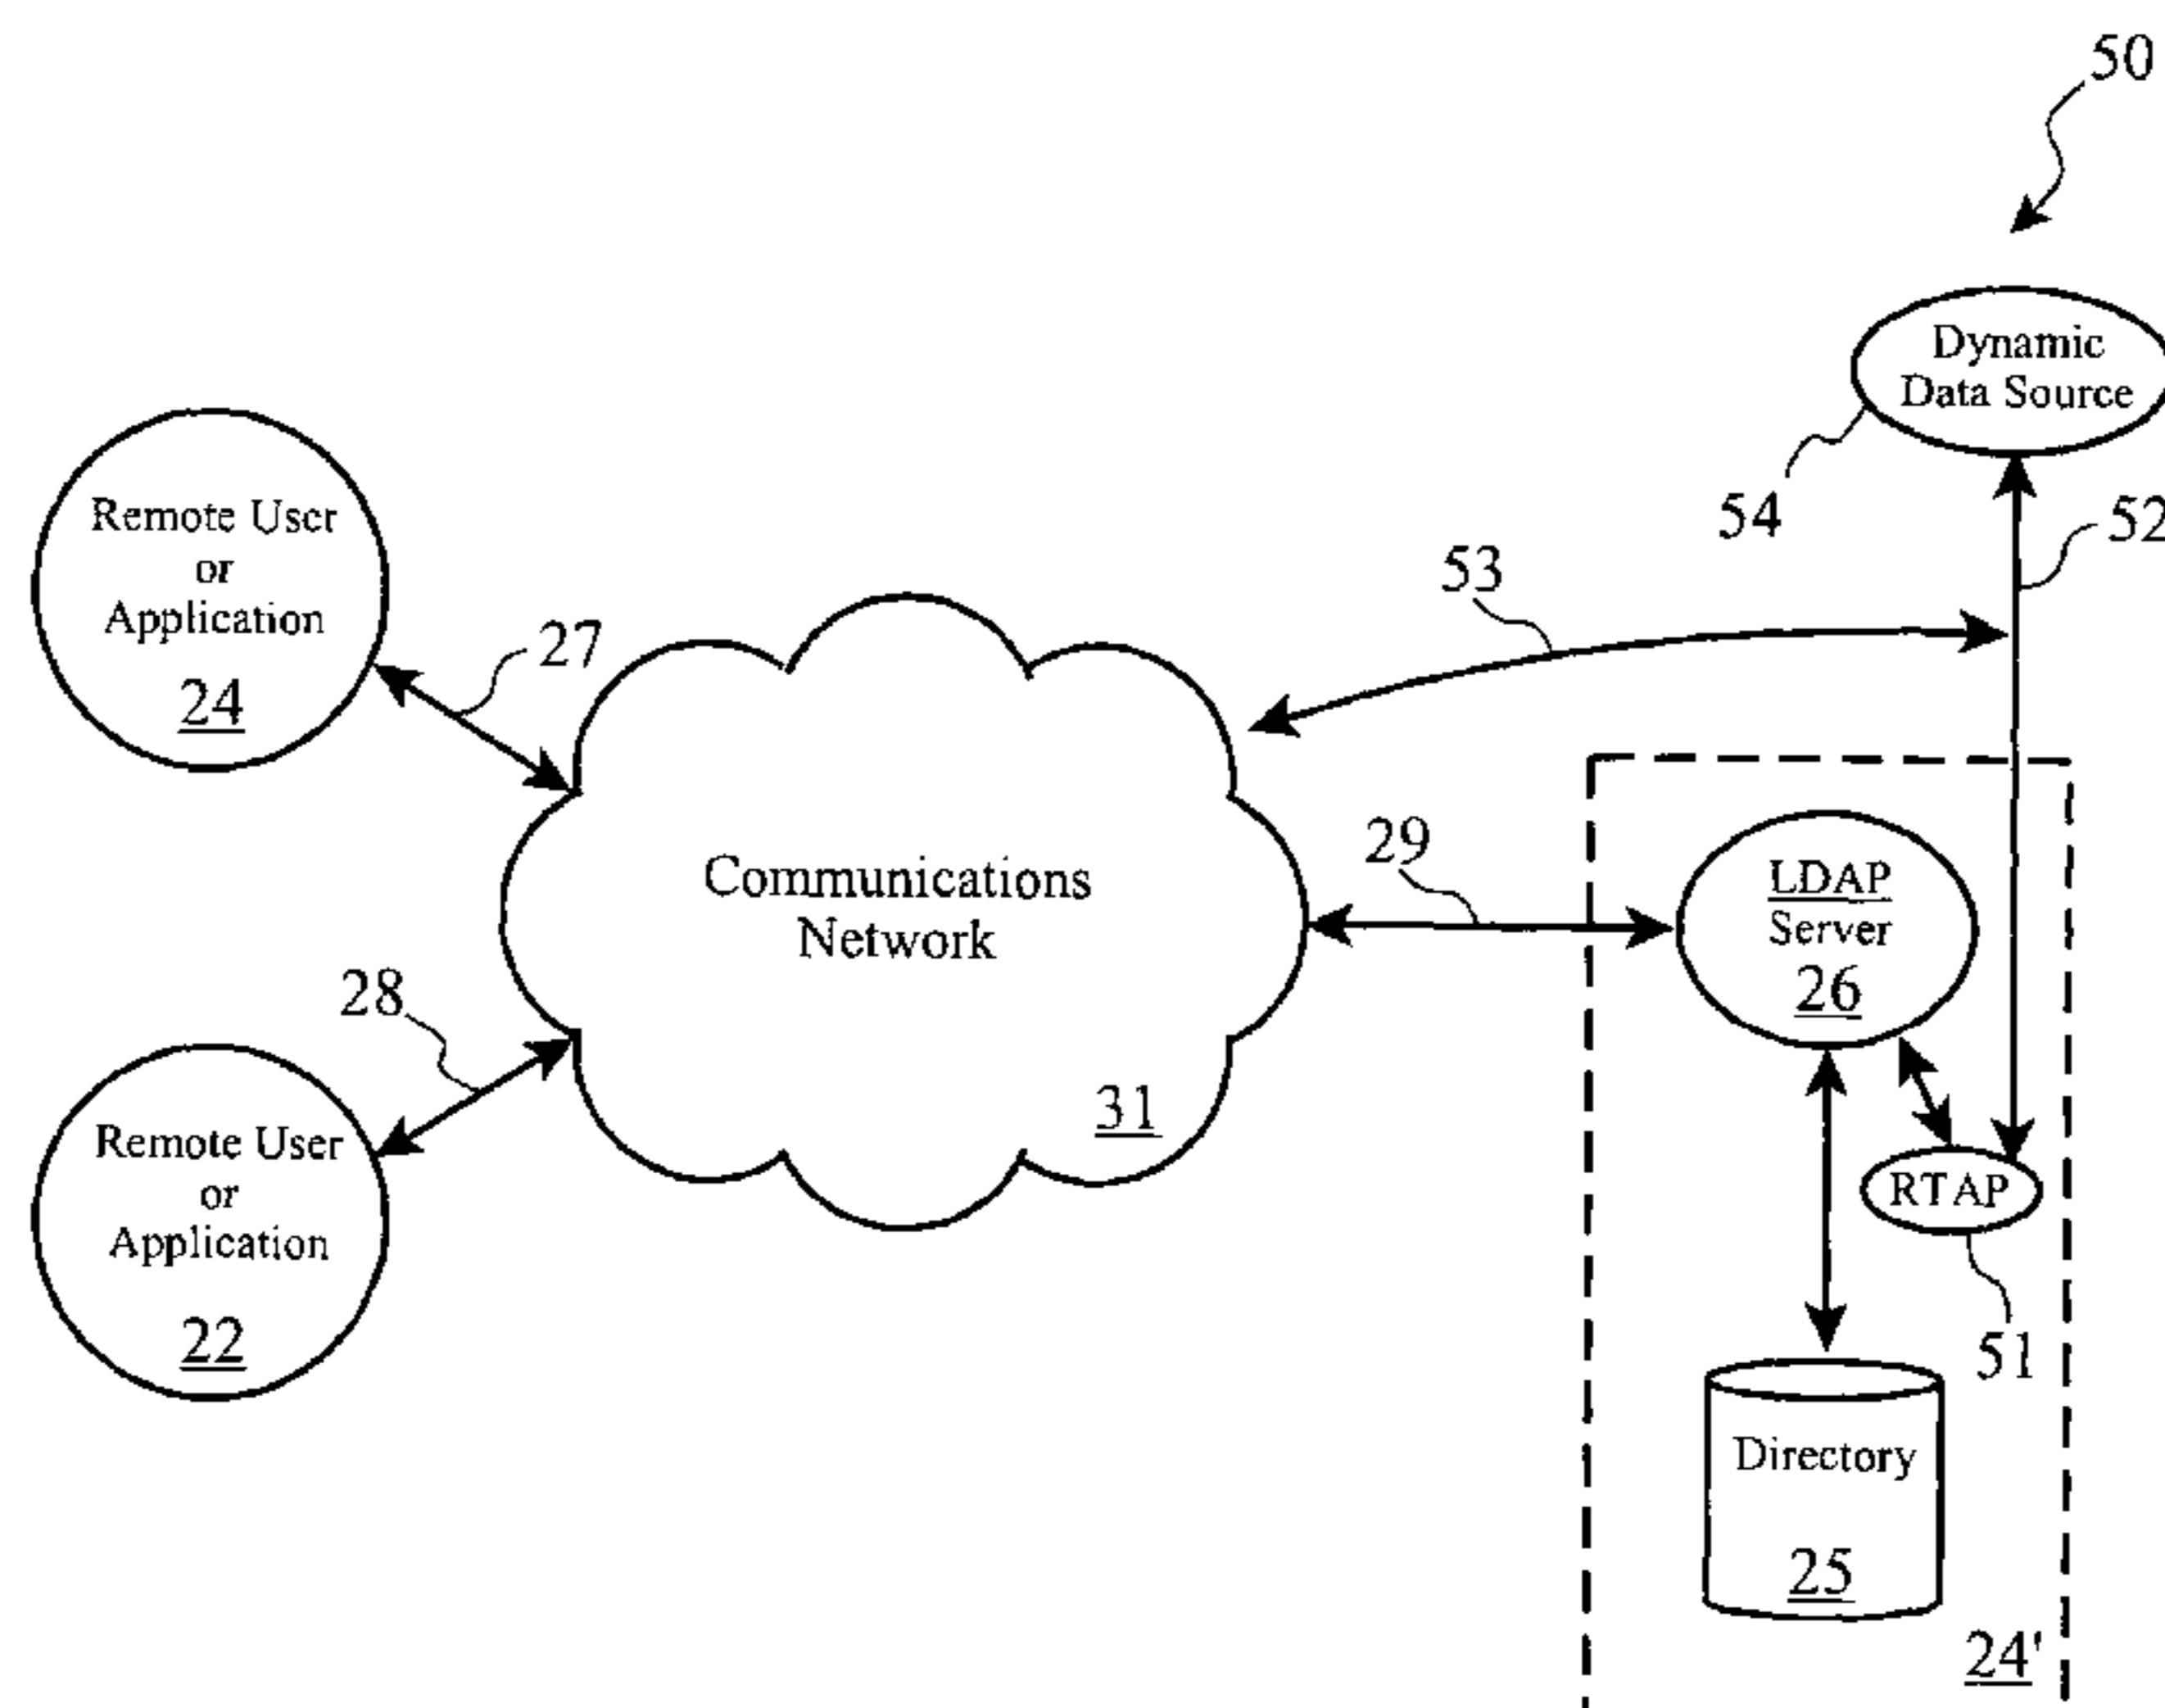 50
Dynamic
Data Source
54
52
53
Remote User
or
Application
24
27
Communications
Network
31
29
LDAP
Server
26
28
Remote User
or
Application
22
RTAP
51
Directory
25
24'